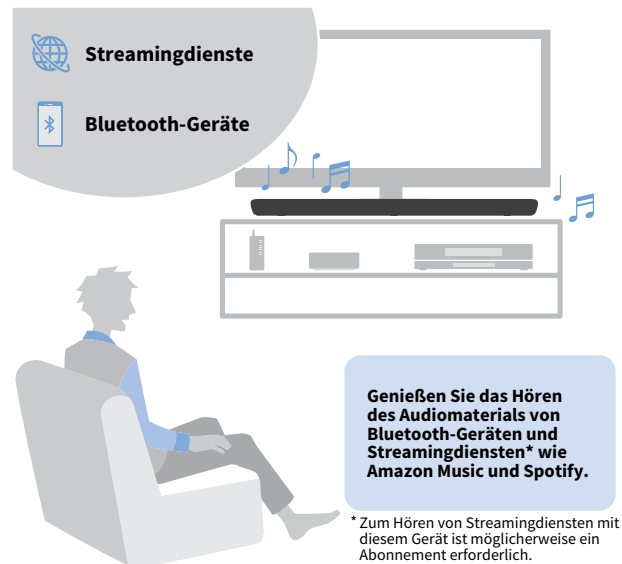 Streamingdienste
Bluetooth-Geräte
Genießen Sie das Hören
des Audiomaterials von
Bluetooth-Geräten und
Streamingdiensten* wie
Amazon Music und Spotify.
* Zum Hören von Streamingdiensten mit
diesem Gerät ist möglicherweise ein
Abonnement erforderlich.